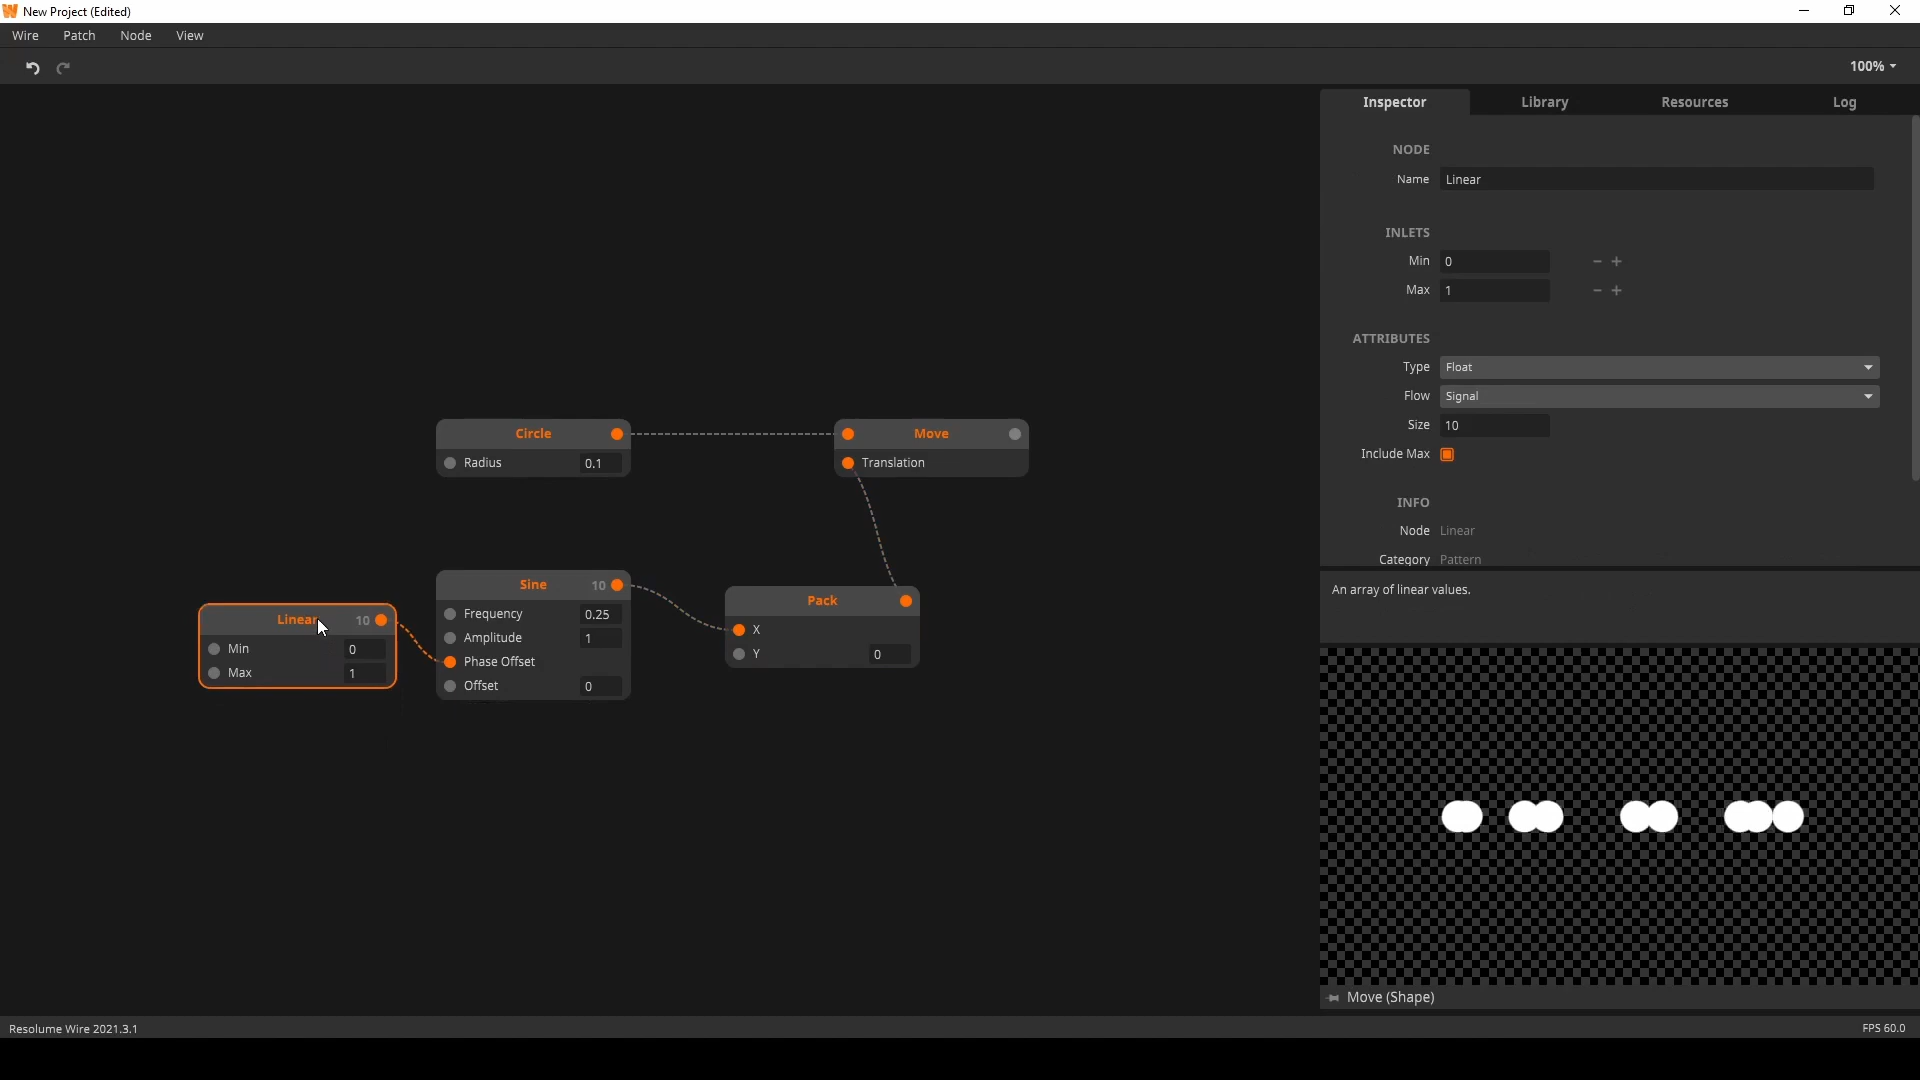 New Project (Edited)
Wire Patch Node View
100%
Inspector Library Resources Log
NODE
Name Linear
INLETS
Min 0
Max 1
ATTRIBUTES
Type Float
Flow Signal
Size 10
Include Max
INFO
Node Linear
Category Pattern
An array of linear values.
Circle
Radius 0.1
Move
Translation
Sine 10
Frequency 0.25
Amplitude 1
Phase Offset
Offset 0
Linear 10
Min 0
Max 1
Pack
X
Y 0
Move (Shape)
Resolume Wire 2021.3.1
FPS 60.0